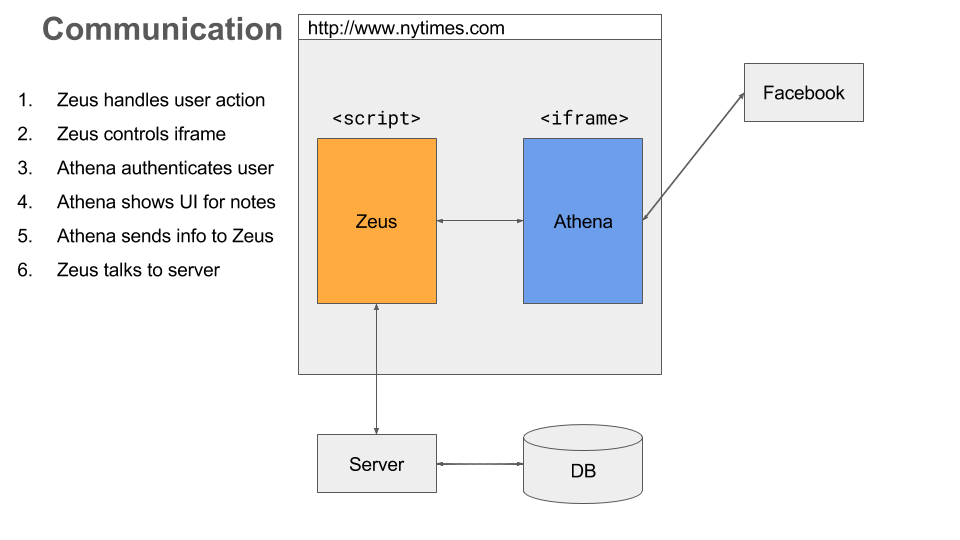 Communication
1. Zeus handles user action
2. Zeus controls iframe
3. Athena authenticates user
4. Athena shows UI for notes
5. Athena sends info to Zeus
6. Zeus talks to server
http://www.nytimes.com
<script>
<iframe>
Zeus
Athena
Facebook
Server
DB